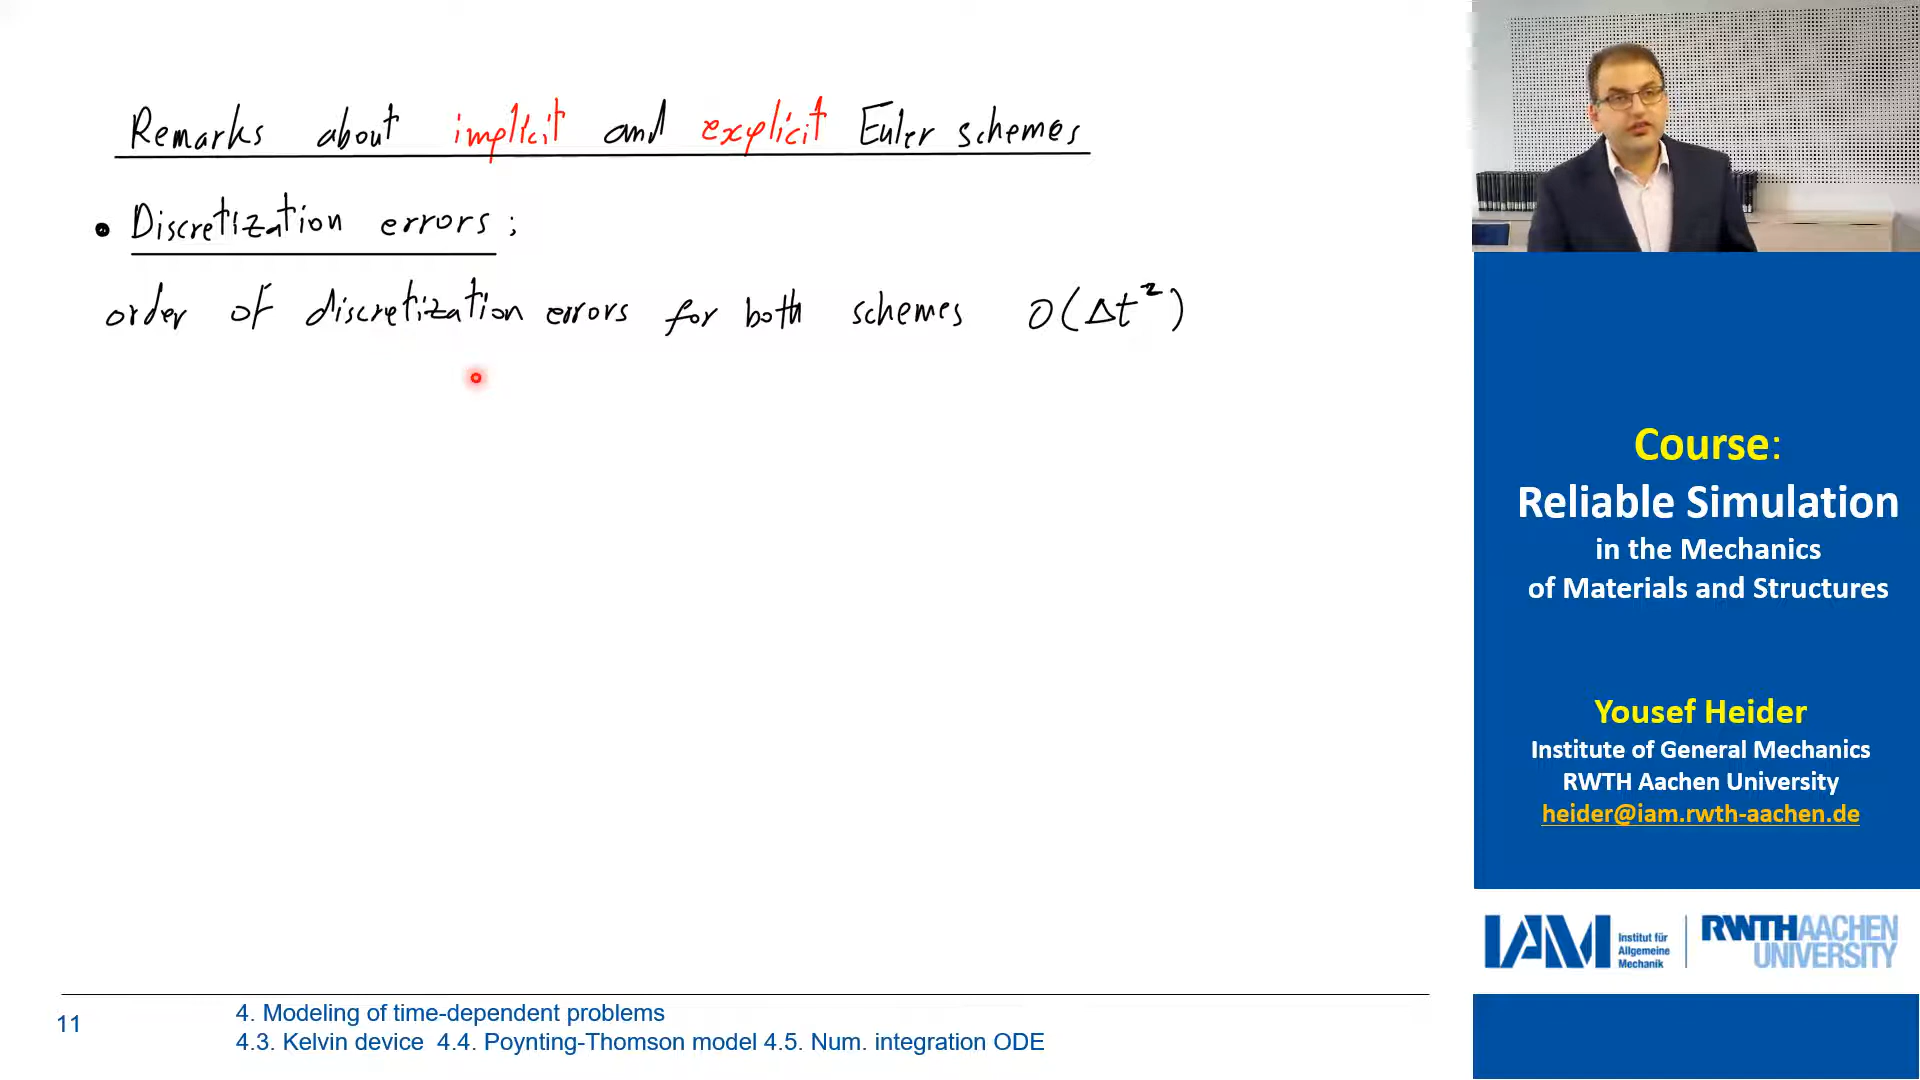 Remarks about implicit and explicit Euler schemes
• Discretization errors:
order of discretization errors for both schemes O(Δt²)
Course:
Reliable Simulation
in the Mechanics
of Materials and Structures
Yousef Heider
Institute of General Mechanics
RWTH Aachen University
heider@iam.rwth-aachen.de
IAM
Institut für
Allgemeine
Mechanik
RWTHAACHEN
UNIVERSITY
11
4. Modeling of time-dependent problems
4.3. Kelvin device 4.4. Poynting-Thomson model 4.5. Num. integration ODE